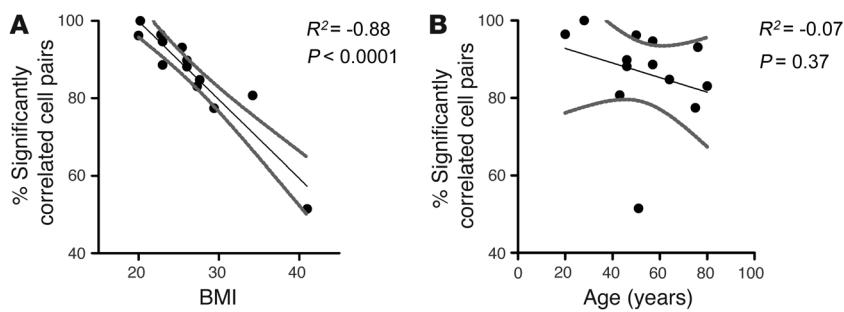 A
R²= -0.88
P < 0.0001
% Significantly
correlated cell pairs
100
80
60
40
20
30
40
BMI
B
R²= -0.07
P = 0.37
% Significantly
correlated cell pairs
100
80
60
40
0
20
40
60
80
100
Age (years)